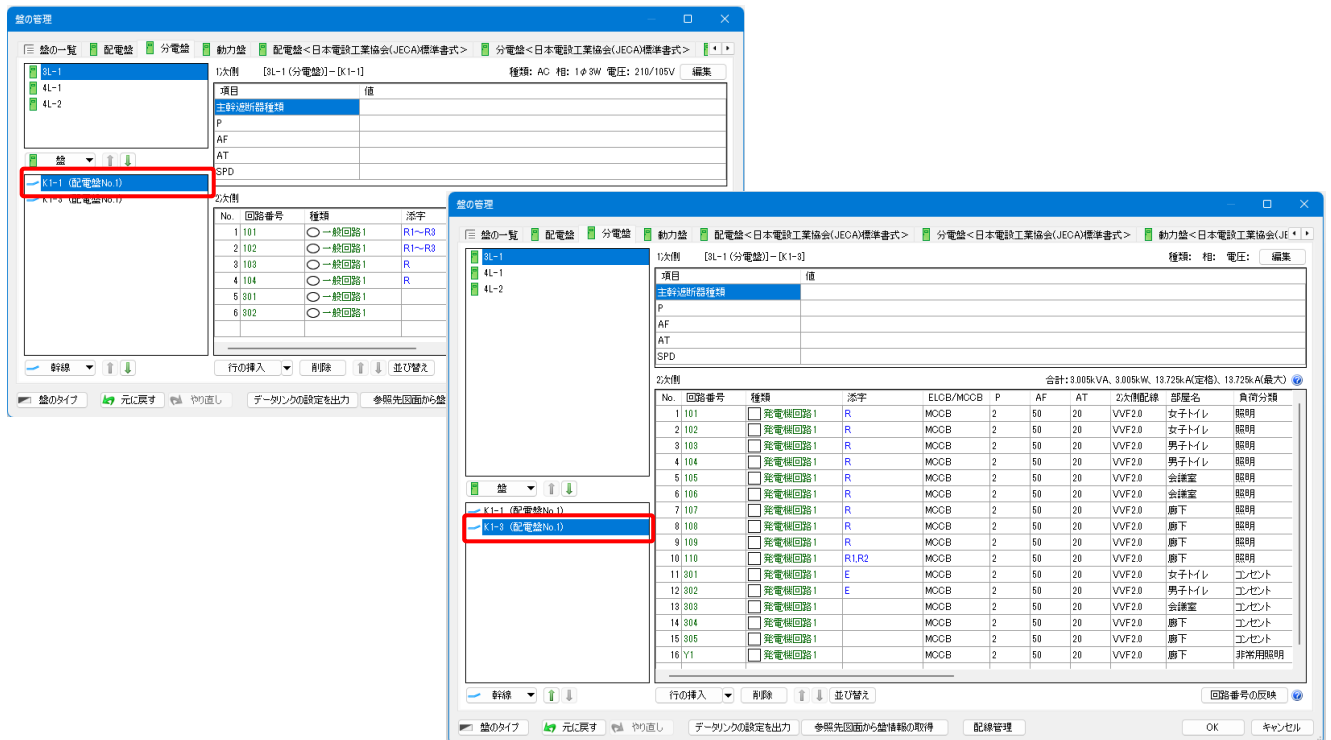 盤の管理
盤の一覧 配電盤 分電盤 動力盤 配電盤<日本電設工業協会(JECA)標準書式> 分電盤<日本電設工業協会(JECA)標準書式>
3L-1
4L-1
4L-2
盤
K1-1 (配電盤No.1)
K1-3 (配電盤No.1)
幹線
1次側 [3L-1(分電盤)]-[K1-1] 種類: AC 相: 1φ3W 電圧: 210/105V 編集
項目 値
主幹遮断器種類
P
AF
AT
SPD
2次側
No. 回路番号 種類 添字
1 101 一般回路1 R1~R3
2 102 一般回路1 R1~R3
3 103 一般回路1 R
4 104 一般回路1 R
5 301 一般回路1
6 302 一般回路1
行の挿入 削除 並び替え
盤のタイプ 元に戻す やり直し データリンクの設定を出力 参照先図面から盤
盤の管理
盤の一覧 配電盤 分電盤 動力盤 配電盤<日本電設工業協会(JECA)標準書式> 分電盤<日本電設工業協会(JECA)標準書式> 動力盤<日本電設工業協会(JE
3L-1
4L-1
4L-2
盤
K1-1 (配電盤No.1)
K1-3 (配電盤No.1)
幹線
1次側 [3L-1(分電盤)]-[K1-3] 種類: 相: 電圧: 編集
項目 値
主幹遮断器種類
P
AF
AT
SPD
2次側 合計:3.005kVA、3.005kW、13.725kA(定格)、13.725kA(最大)
No. 回路番号 種類 添字 ELCB/MCCB P AF AT 2次側配線 部屋名 負荷分類
1 101 発電機回路1 R MCCB 2 50 20 VVF2.0 女子トイレ 照明
2 102 発電機回路1 R MCCB 2 50 20 VVF2.0 女子トイレ 照明
3 103 発電機回路1 R MCCB 2 50 20 VVF2.0 男子トイレ 照明
4 104 発電機回路1 R MCCB 2 50 20 VVF2.0 男子トイレ 照明
5 105 発電機回路1 R MCCB 2 50 20 VVF2.0 会議室 照明
6 106 発電機回路1 R MCCB 2 50 20 VVF2.0 会議室 照明
7 107 発電機回路1 R MCCB 2 50 20 VVF2.0 廊下 照明
8 108 発電機回路1 R MCCB 2 50 20 VVF2.0 廊下 照明
9 109 発電機回路1 R MCCB 2 50 20 VVF2.0 廊下 照明
10 110 発電機回路1 R1,R2 MCCB 2 50 20 VVF2.0 廊下 照明
11 301 発電機回路1 E MCCB 2 50 20 VVF2.0 女子トイレ コンセント
12 302 発電機回路1 E MCCB 2 50 20 VVF2.0 男子トイレ コンセント
13 303 発電機回路1 MCCB 2 50 20 VVF2.0 会議室 コンセント
14 304 発電機回路1 MCCB 2 50 20 VVF2.0 廊下 コンセント
15 305 発電機回路1 MCCB 2 50 20 VVF2.0 廊下 コンセント
16 Y1 発電機回路1 MCCB 2 50 20 VVF2.0 廊下 非常用照明
行の挿入 削除 並び替え 回路番号の反映
盤のタイプ 元に戻す やり直し データリンクの設定を出力 参照先図面から盤情報の取得 配線管理 OK キャンセル